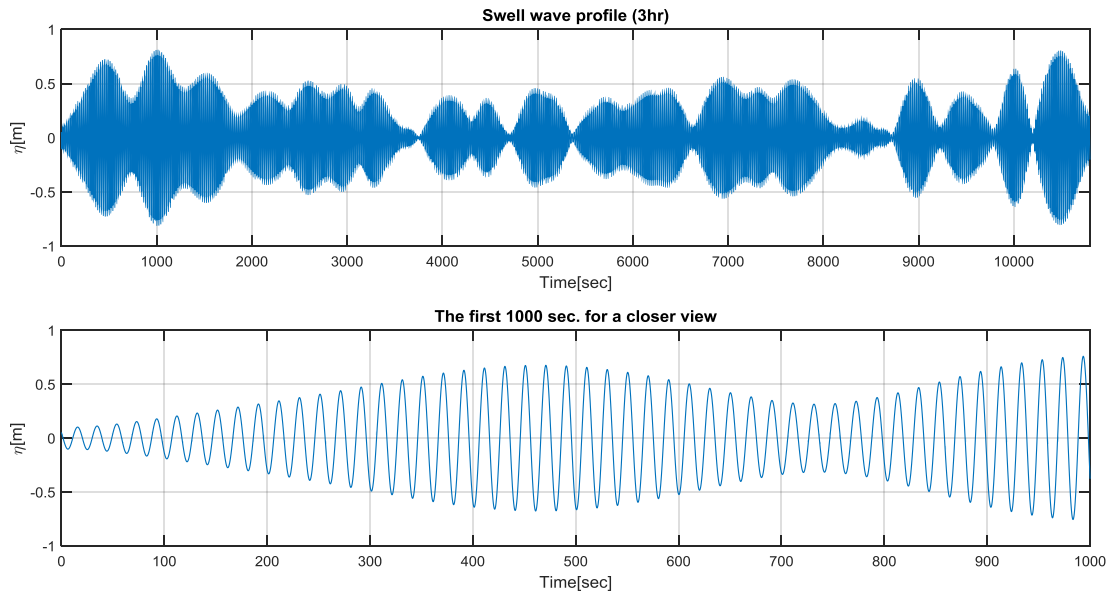 Swell wave profile (3hr)
1
0.5
0
-0.5
-1
η[m]
0 1000 2000 3000 4000 5000 6000 7000 8000 9000 10000
Time[sec]
The first 1000 sec. for a closer view
1
0.5
0
-0.5
-1
η[m]
0 100 200 300 400 500 600 700 800 900 1000
Time[sec]